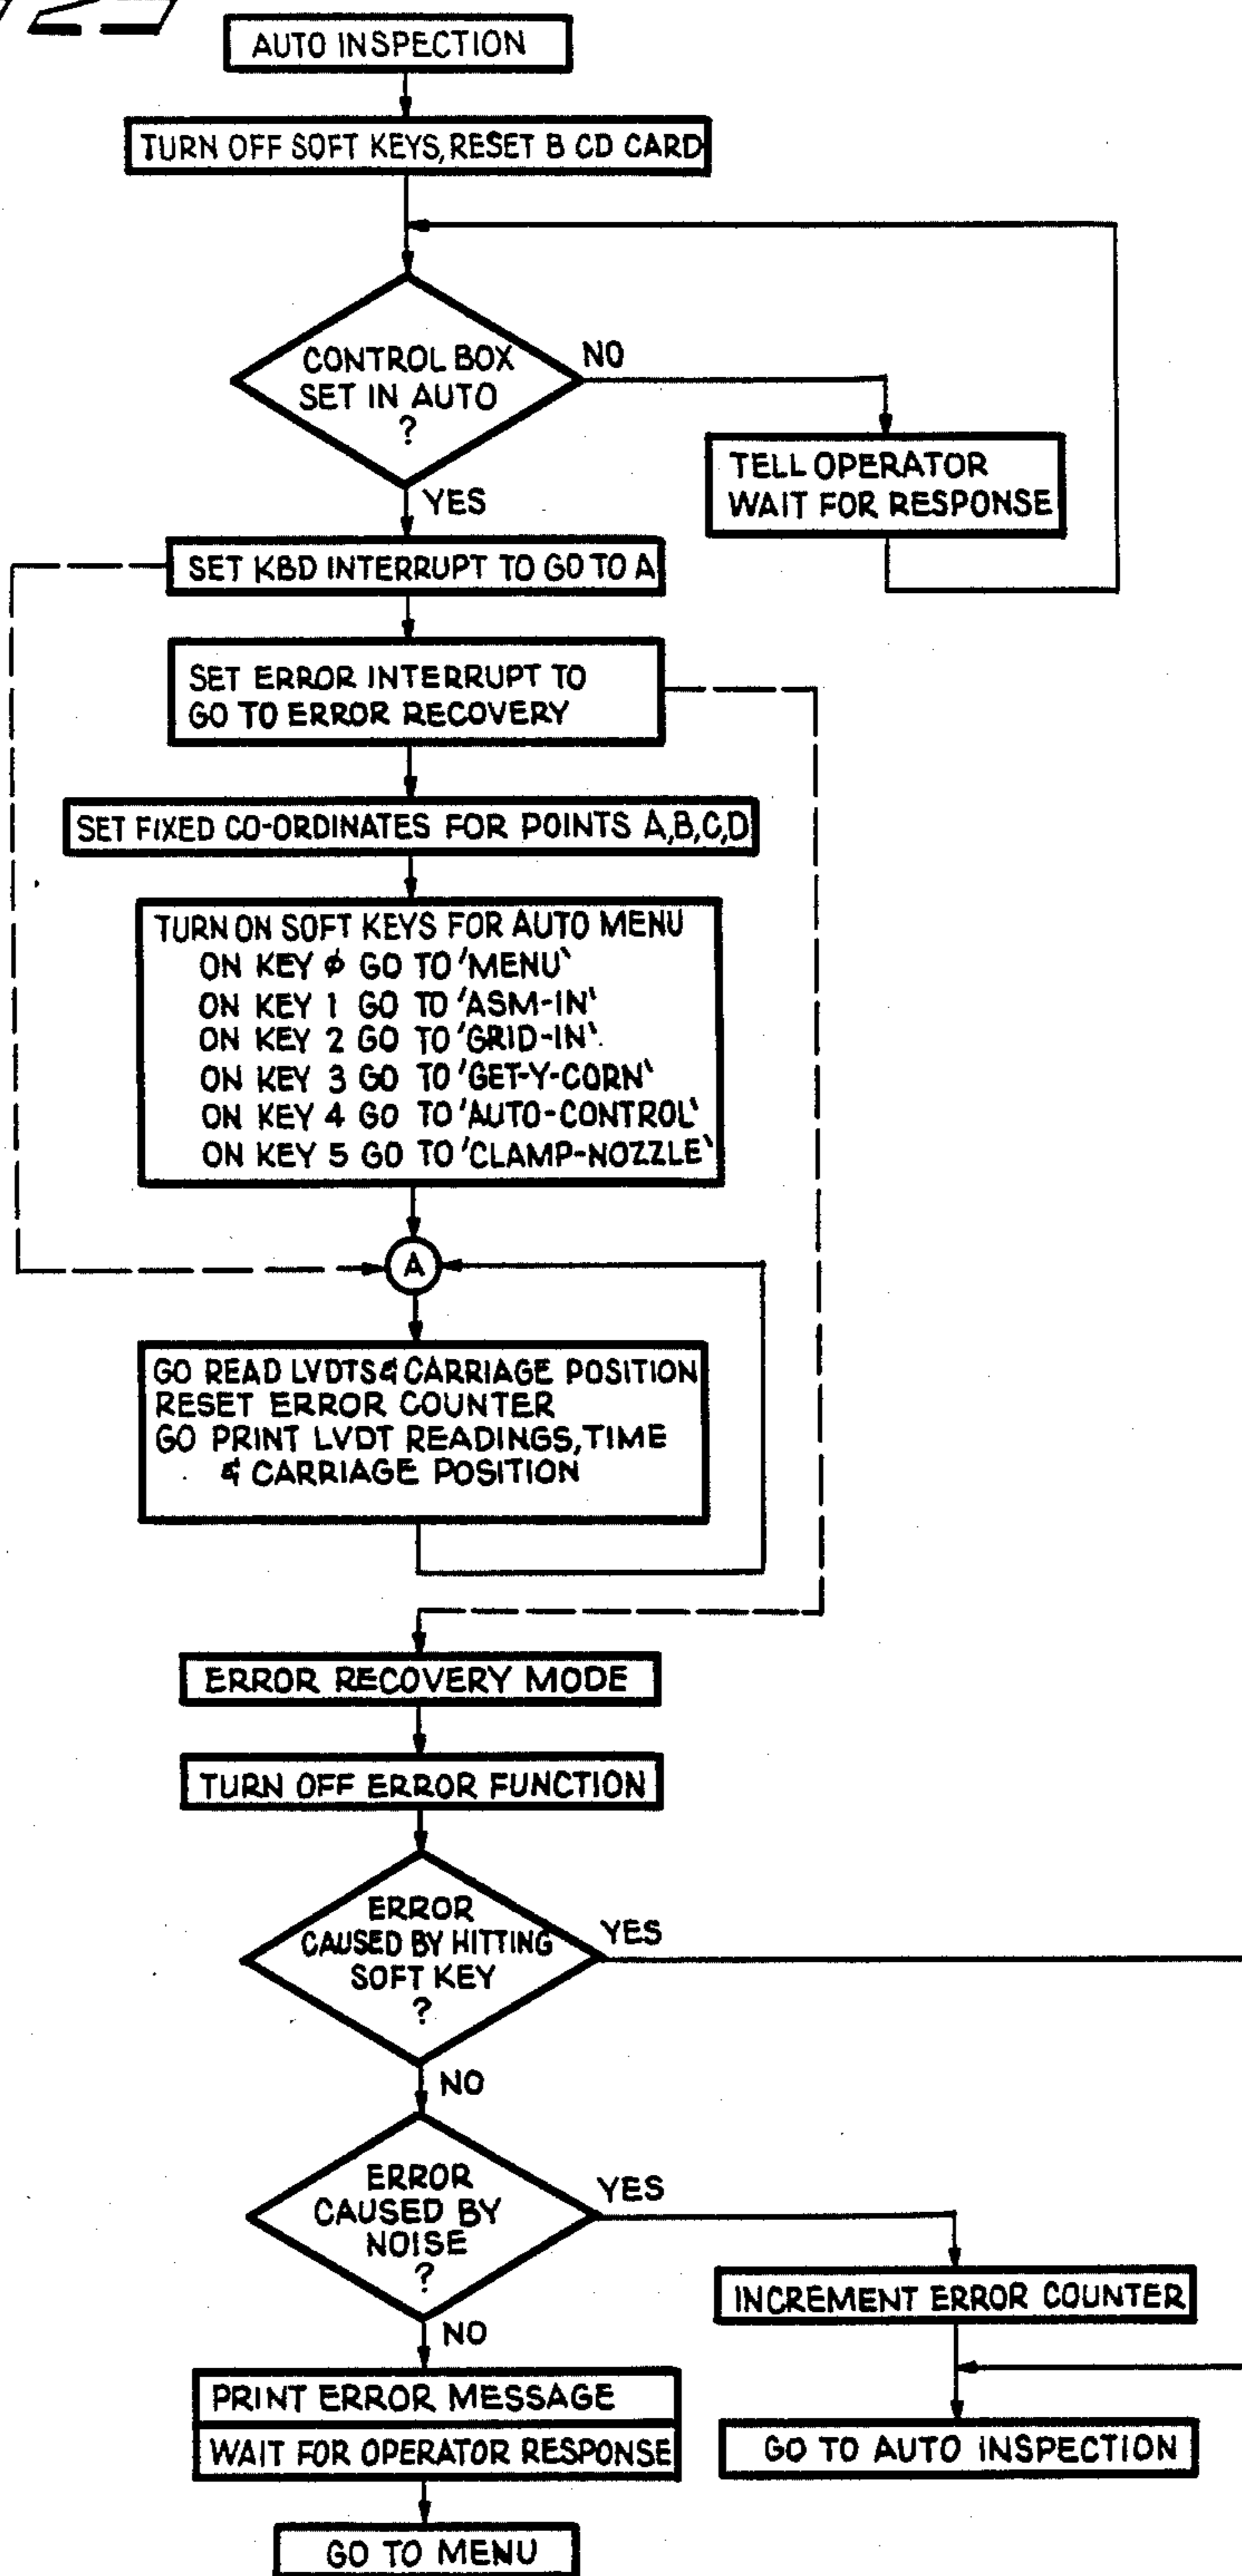 AUTO INSPECTION
TURN OFF SOFT KEYS, RESET B CD CARD
CONTROL BOX
SET IN AUTO
?
NO
YES
TELL OPERATOR
WAIT FOR RESPONSE
SET KBD INTERRUPT TO GO TO A
SET ERROR INTERRUPT TO
GO TO ERROR RECOVERY
SET FIXED CO-ORDINATES FOR POINTS A,B,C,D
TURN ON SOFT KEYS FOR AUTO MENU
ON KEY ϕ GO TO 'MENU'
ON KEY 1 GO TO 'ASM-IN'
ON KEY 2 GO TO 'GRID-IN'.
ON KEY 3 GO TO 'GET-Y-CORN'
ON KEY 4 GO TO 'AUTO-CONTROL'
ON KEY 5 GO TO 'CLAMP-NOZZLE'
A
GO READ LVDTS & CARRIAGE POSITION
RESET ERROR COUNTER
GO PRINT LVDT READINGS, TIME
& CARRIAGE POSITION
ERROR RECOVERY MODE
TURN OFF ERROR FUNCTION
ERROR
CAUSED BY HITTING
SOFT KEY
?
YES
NO
ERROR
CAUSED BY
NOISE
?
YES
NO
INCREMENT ERROR COUNTER
PRINT ERROR MESSAGE
WAIT FOR OPERATOR RESPONSE
GO TO AUTO INSPECTION
GO TO MENU